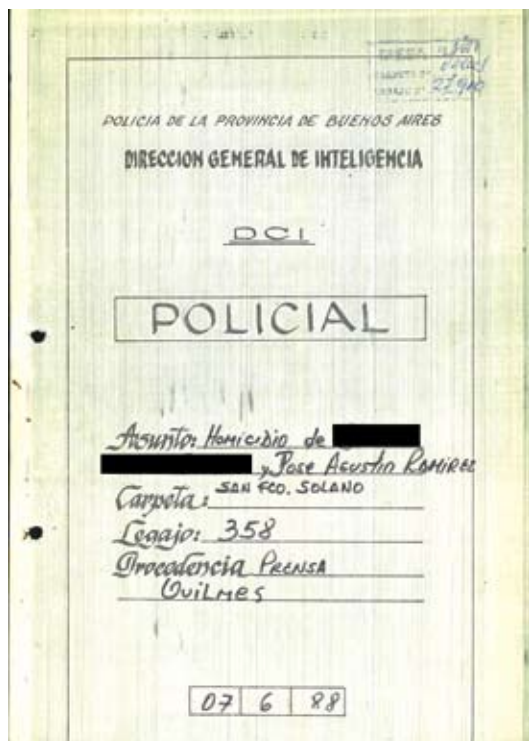 POLICIA DE LA PROVINCIA DE BUENOS AIRES
DIRECCION GENERAL DE INTELIGENCIA
DCI
POLICIAL
Asunto: Homicidio de
y Jose Agustin RAMIREZ
Carpeta: SAN FCO. SOLANO
Legajo: 358
Procedencia PRENSA
QuilMes
07 6 88